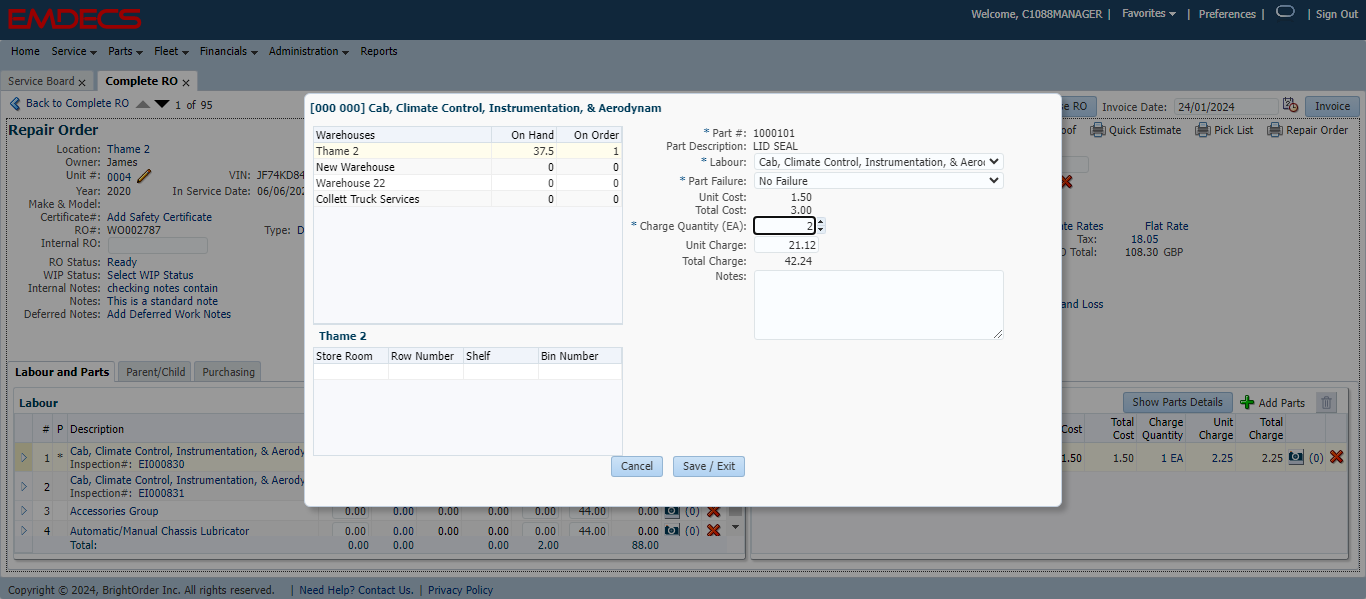 EMDECS
Welcome, C1088MANAGER | Favorites | Preferences | | Sign Out
Home Service Parts Fleet Financials Administration Reports
Service Board x Complete RO x
Back to Complete RO 1 of 95
RO Invoice Date: 24/01/2024 Invoice
Quick Estimate Pick List Repair Order
Repair Order
Location: Thame 2
Owner: James
Unit #: 0004 VIN: JF74KD84
Year: 2020 In Service Date: 06/06/202
Make & Model:
Certificate#: Add Safety Certificate
RO#: WO002787 Type: D
Internal RO:
RO Status: Ready
WIP Status: Select WIP Status
Internal Notes: checking notes contain
Notes: This is a standard note
Deferred Notes: Add Deferred Work Notes
Rates Flat Rate
Tax: 18.05
Total: 108.30 GBP
and Loss
[000 000] Cab, Climate Control, Instrumentation, & Aerodynam
Warehouses On Hand On Order
Thame 2 37.5 1
New Warehouse 0 0
Warehouse 22 0 0
Collett Truck Services 0 0
Thame 2
Store Room Row Number Shelf Bin Number
* Part #: 1000101
Part Description: LID SEAL
* Labour: Cab, Climate Control, Instrumentation, & Aero
* Part Failure: No Failure
Unit Cost: 1.50
Total Cost: 3.00
* Charge Quantity (EA): 2
Unit Charge: 21.12
Total Charge: 42.24
Notes:
Cancel Save / Exit
Labour and Parts Parent/Child Purchasing
Labour
# P Description
1 * Cab, Climate Control, Instrumentation, & Aerody
Inspection#: EI000830
2 Cab, Climate Control, Instrumentation, & Aerody
Inspection#: EI000831
3 Accessories Group 0.00 0.00 0.00 0.00 0.00 44.00 0.00 (0)
4 Automatic/Manual Chassis Lubricator 0.00 0.00 0.00 0.00 0.00 44.00 0.00 (0)
Total: 0.00 0.00 0.00 2.00 88.00
Show Parts Details Add Parts
Cost Total Cost Charge Quantity Unit Charge Total Charge
1.50 1.50 1 EA 2.25 2.25 (0)
Copyright © 2024, BrightOrder Inc. All rights reserved. | Need Help? Contact Us. | Privacy Policy